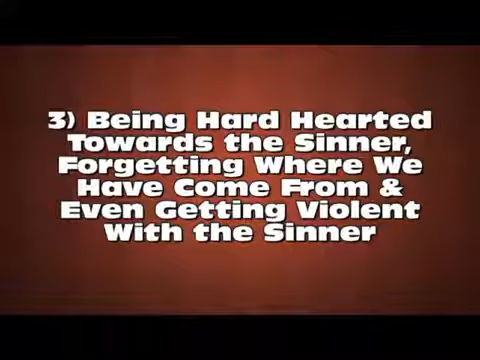 3) Being Hard Hearted
Towards the Sinner,
Forgetting Where We
Have Come From &
Even Getting Violent
With the Sinner